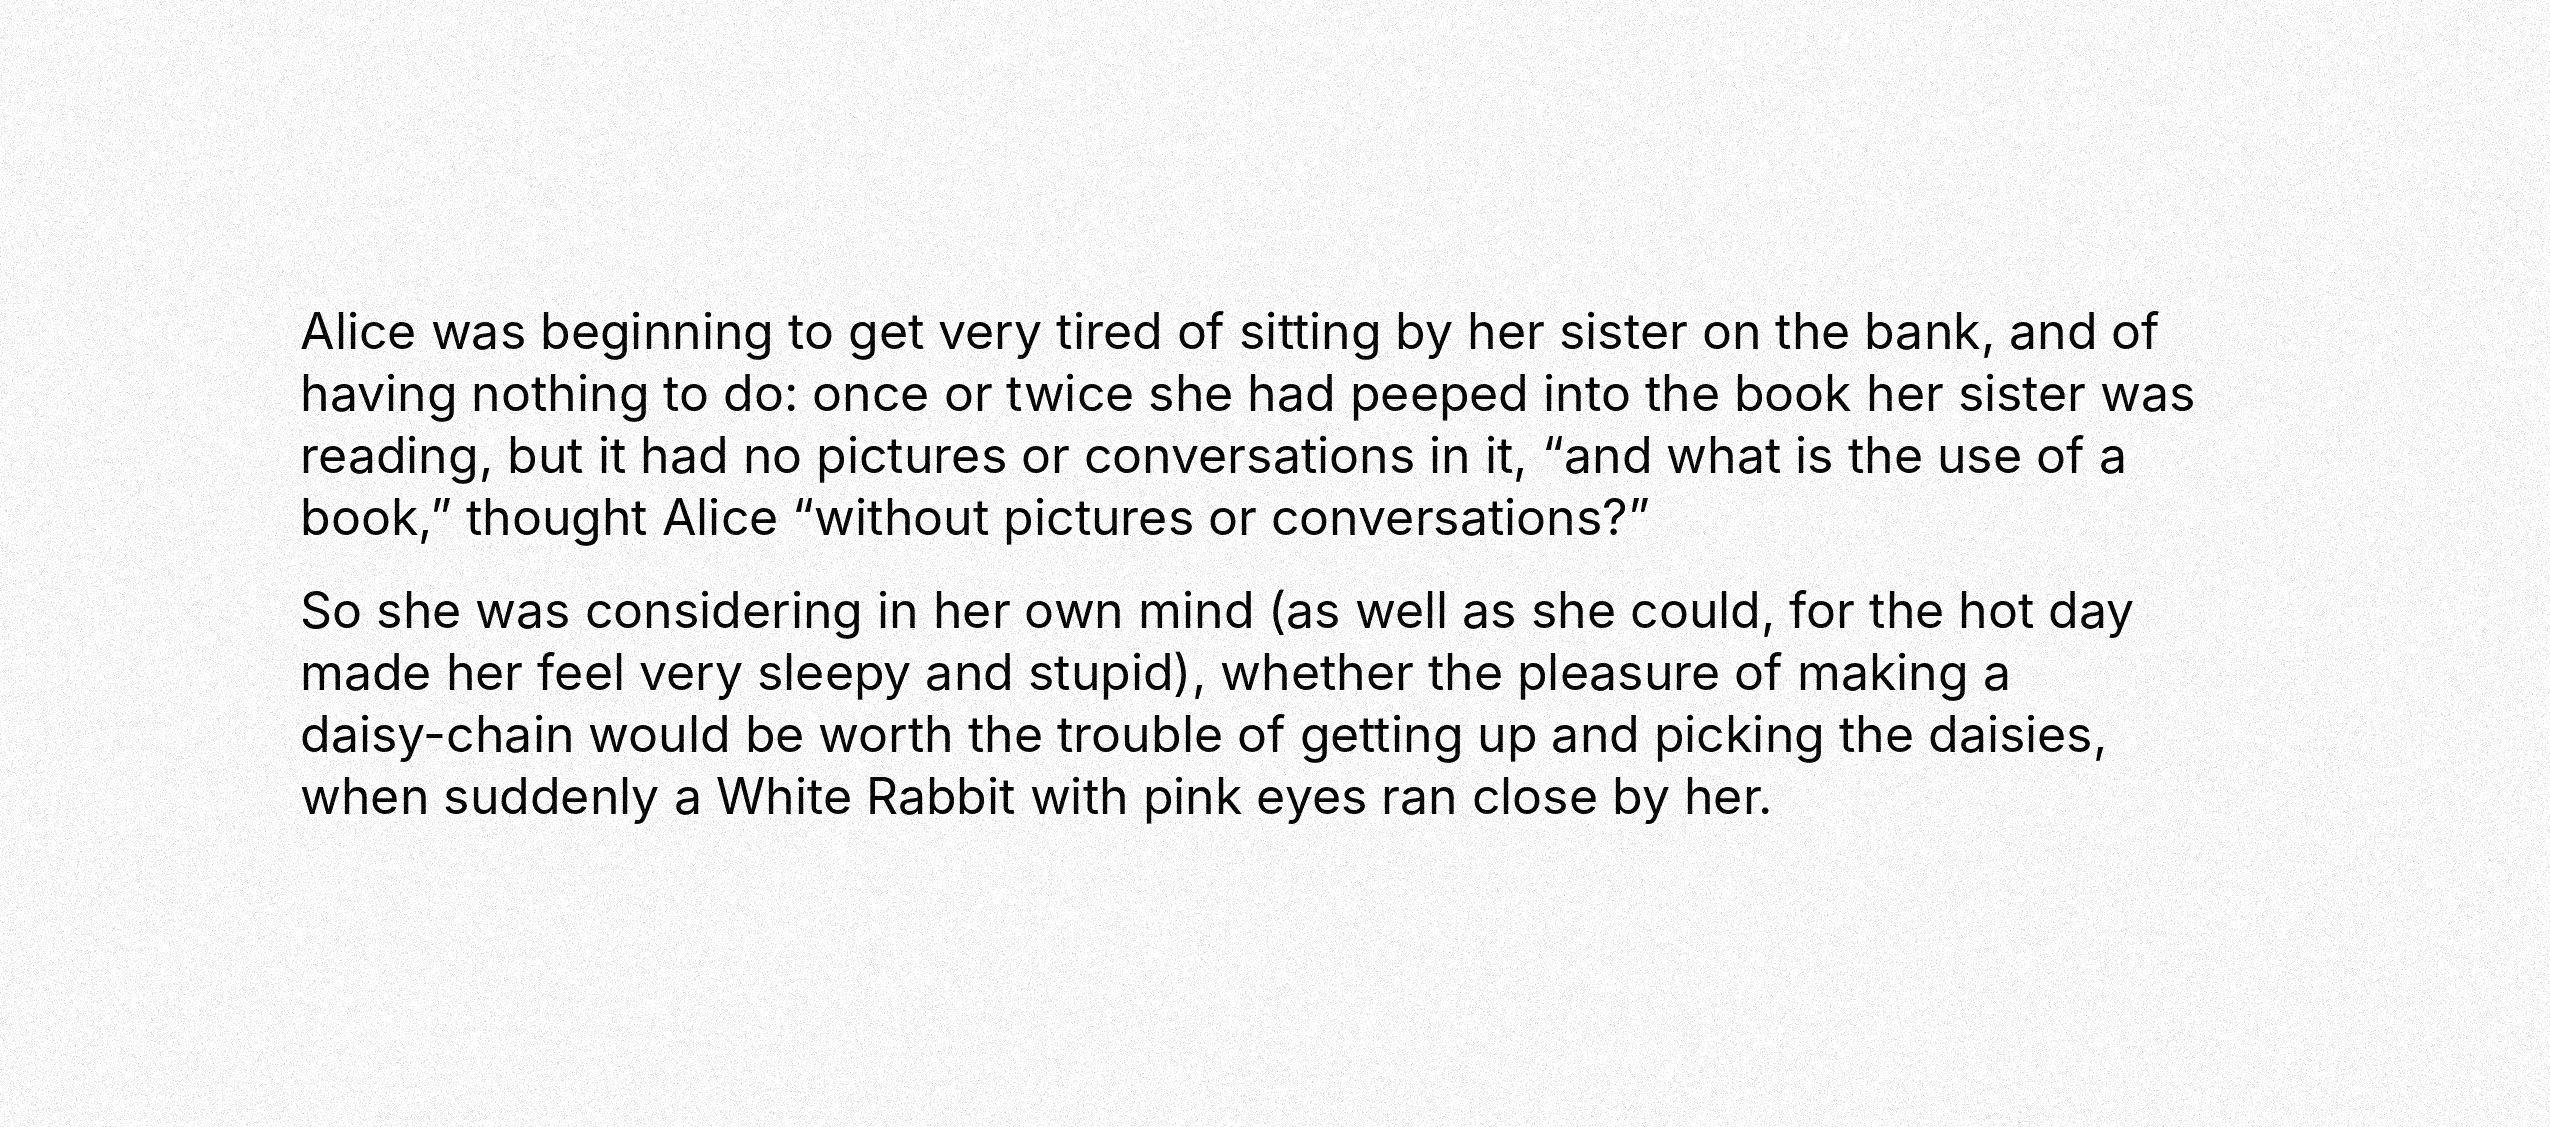 Alice was beginning to get very tired of sitting by her sister on the bank, and of
having nothing to do: once or twice she had peeped into the book her sister was
reading, but it had no pictures or conversations in it, “and what is the use of a
book,” thought Alice “without pictures or conversations?”
So she was considering in her own mind (as well as she could, for the hot day
made her feel very sleepy and stupid), whether the pleasure of making a
daisy-chain would be worth the trouble of getting up and picking the daisies,
when suddenly a White Rabbit with pink eyes ran close by her.